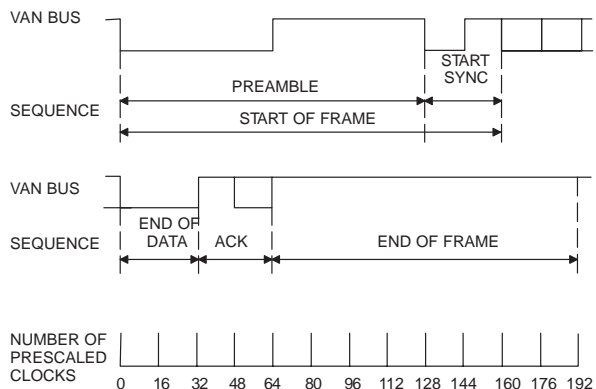 VAN BUS
START
SYNC
PREAMBLE
SEQUENCE
START OF FRAME
VAN BUS
END OF
DATA
ACK
END OF FRAME
SEQUENCE
NUMBER OF
PRESCALED
CLOCKS
0 16 32 48 64 80 96 112 128 144 160 176 192